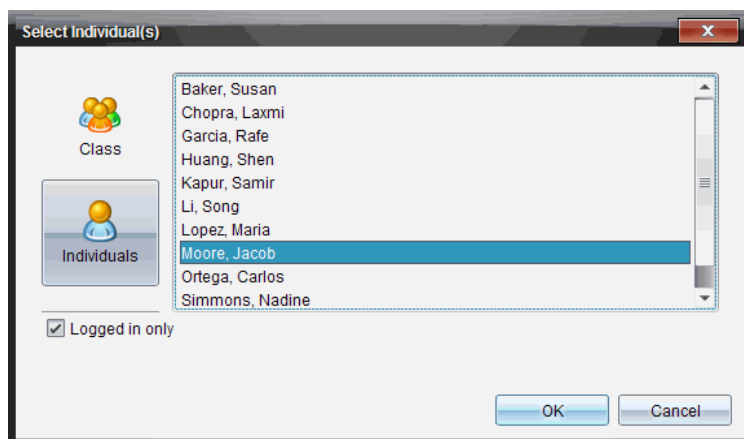 Select Individual(s)
Class
Individuals
Baker, Susan
Chopra, Laxmi
Garcia, Rafe
Huang, Shen
Kapur, Samir
Li, Song
Lopez, Maria
Moore, Jacob
Ortega, Carlos
Simmons, Nadine
Logged in only
OK
Cancel